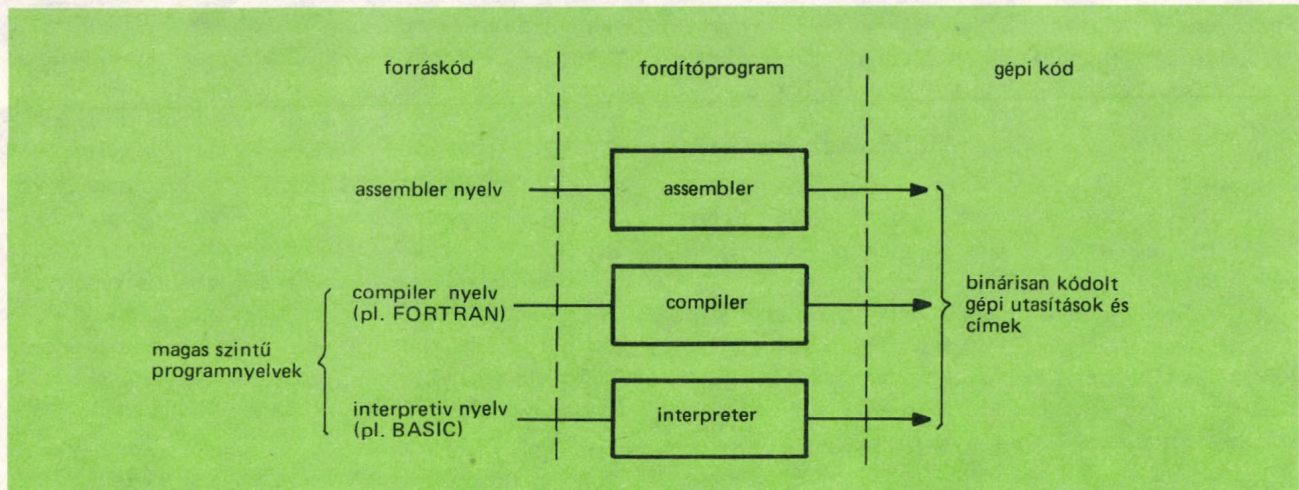 forráskód
fordítóprogram
gépi kód
assembler nyelv
assembler
compiler nyelv
(pl. FORTRAN)
compiler
binárisan kódolt
gépi utasítások és
címek
magas szintű
programnyelvek
interpretiv nyelv
(pl. BASIC)
interpreter